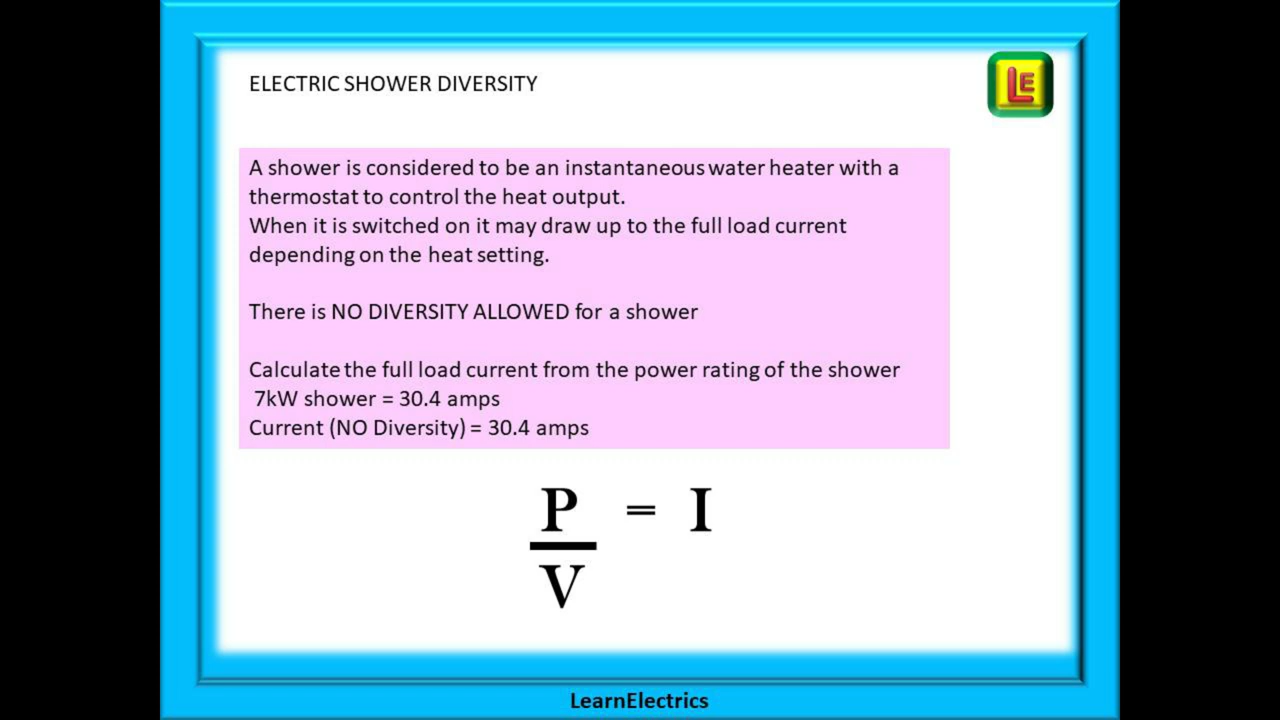 ELECTRIC SHOWER DIVERSITY
LE
A shower is considered to be an instantaneous water heater with a
thermostat to control the heat output.
When it is switched on it may draw up to the full load current
depending on the heat setting.
There is NO DIVERSITY ALLOWED for a shower
Calculate the full load current from the power rating of the shower
7kW shower = 30.4 amps
Current (NO Diversity) = 30.4 amps
P = I
V
LearnElectrics